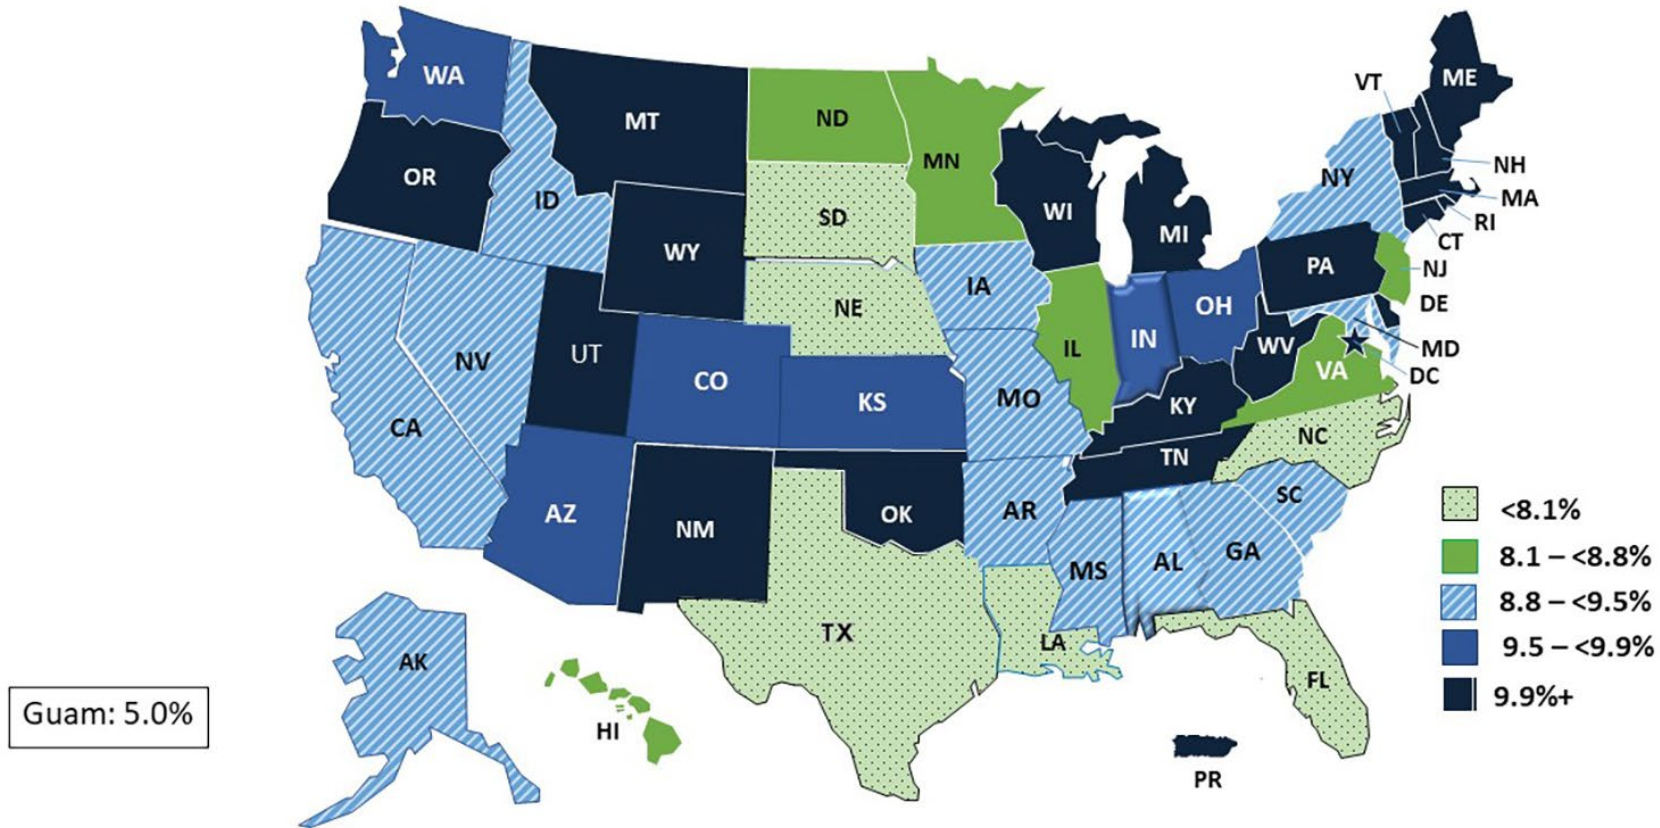 WA
MT
ND
MN
ME
VT
OR
ID
WY
SD
WI
MI
NY
NH
MA
RI
CT
NJ
DE
PA
IA
NE
NV
UT
CO
KS
MO
IL
IN
OH
WV
VA
MD
DC
KY
CA
AZ
NM
OK
AR
TN
NC
SC
MS
AL
GA
TX
LA
FL
AK
HI
PR
Guam: 5.0%
<8.1%
8.1 – <8.8%
8.8 – <9.5%
9.5 – <9.9%
9.9%+